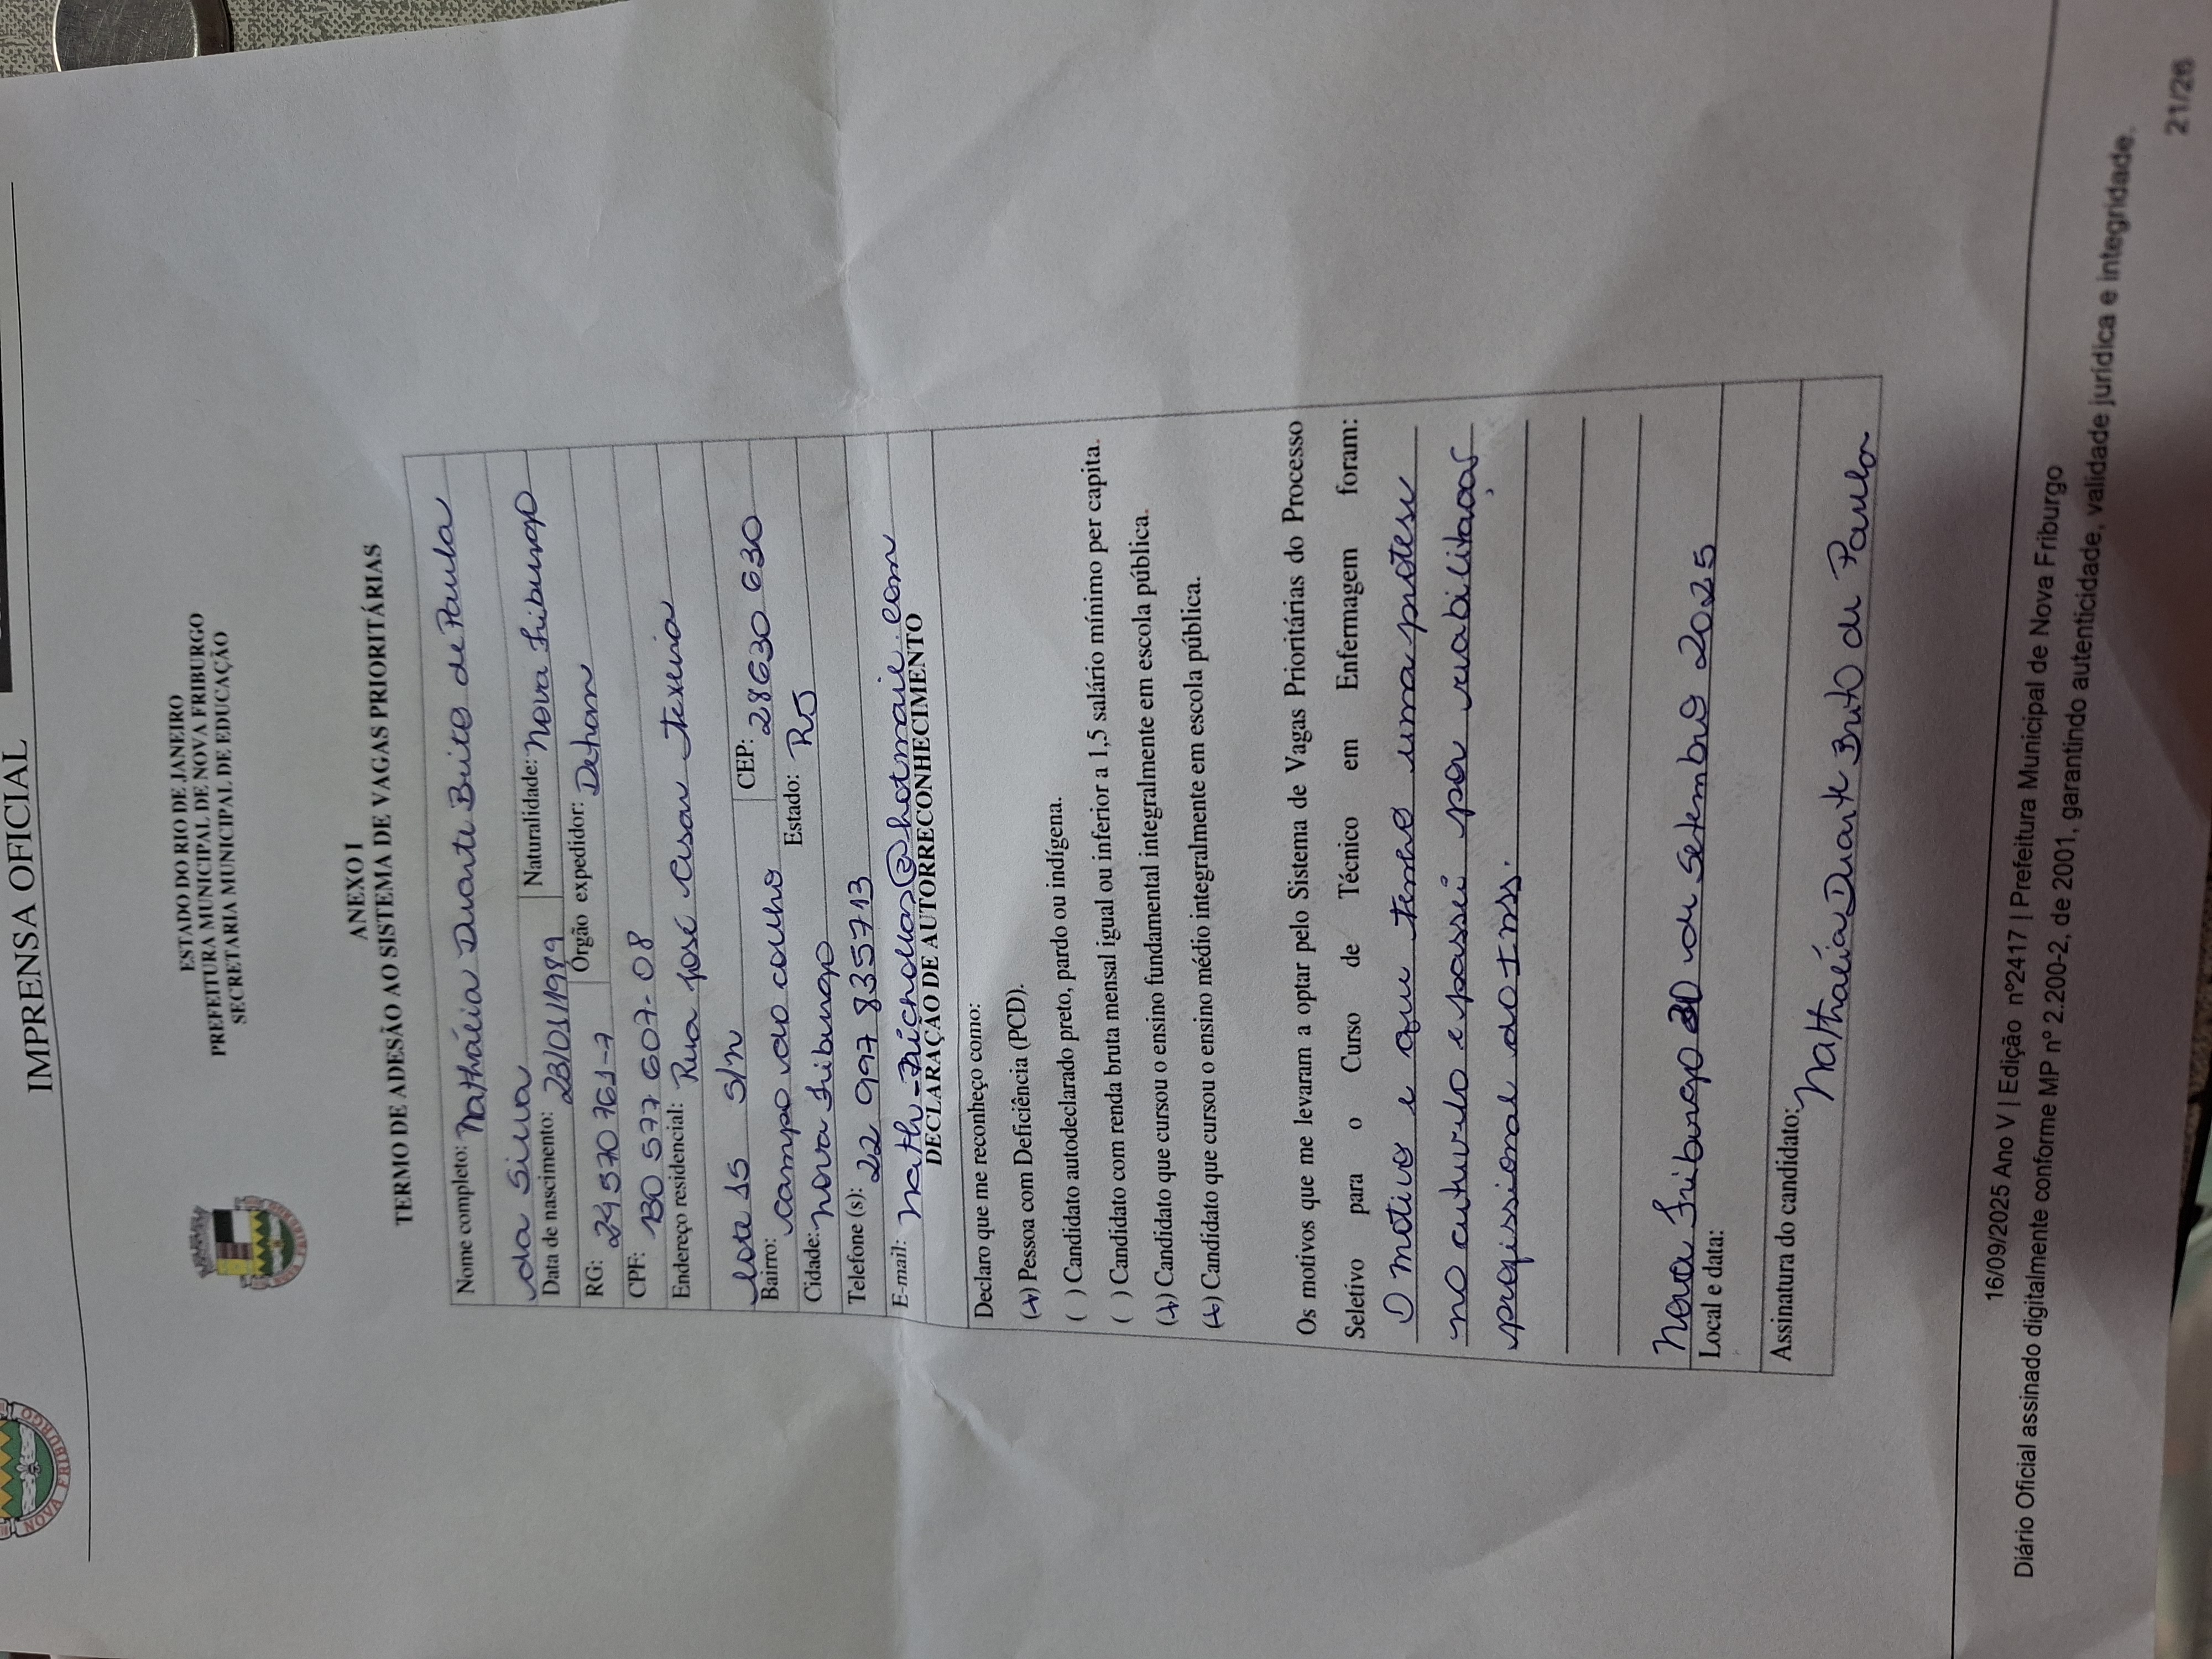 NOVA FRIBURGO
IMPRENSA OFICIAL
ESTADO DO RIO DE JANEIRO
PREFEITURA MUNICIPAL DE NOVA FRIBURGO
SECRETARIA MUNICIPAL DE EDUCAÇÃO
NOVA FRIBURGO
ANEXO I
TERMO DE ADESÃO AO SISTEMA DE VAGAS PRIORITÁRIAS
Nome completo: Nathália Duarte Brito de Paula
da Silva
Data de nascimento: 23/01/1989 Naturalidade: Nova Friburgo
RG: 24 570 761-7 Órgão expedidor: Detran
CPF: 130 577 607-08
Endereço residencial: Rua José Cesar Texeira
lote 15 S/N
Bairro: Campo do Coelho CEP: 28630 630
Cidade: Nova Friburgo Estado: RJ
Telefone (s): 22 997 835713
E-mail: @hotmail.com
DECLARAÇÃO DE AUTORRECONHECIMENTO
Declaro que me reconheço como:
(x) Pessoa com Deficiência (PCD).
( ) Candidato autodeclarado preto, pardo ou indígena.
( ) Candidato com renda bruta mensal igual ou inferior a 1,5 salário mínimo per capita.
(x) Candidato que cursou o ensino fundamental integralmente em escola pública.
(x) Candidato que cursou o ensino médio integralmente em escola pública.
Os motivos que me levaram a optar pelo Sistema de Vagas Prioritárias do Processo
Seletivo para o Curso de Técnico em Enfermagem foram:
O motivo e que tenho uma protese
no cutuvelo e passei por reabilitaçaõ
profissional do Inss.
Nova Friburgo 30 de Setembro 2025
Local e data:
Assinatura do candidato: Nathalía Duarte Brito de Paula
16/09/2025 Ano V | Edição nº2417 | Prefeitura Municipal de Nova Friburgo
Diário Oficial assinado digitalmente conforme MP nº 2.200-2, de 2001, garantindo autenticidade, validade jurídica e integridade.
21/26